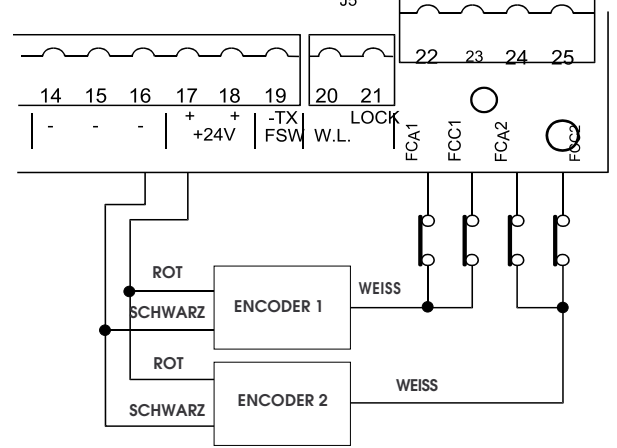 J5
22 23 24 25
14 15 16 17 18 19 20 21
- - - + + -TX LOCK
+24V FSW W.L.
FCA1 FCC1 FCA2 FCC2
ROT
WEISS
SCHWARZ
ENCODER 1
ROT
WEISS
SCHWARZ
ENCODER 2